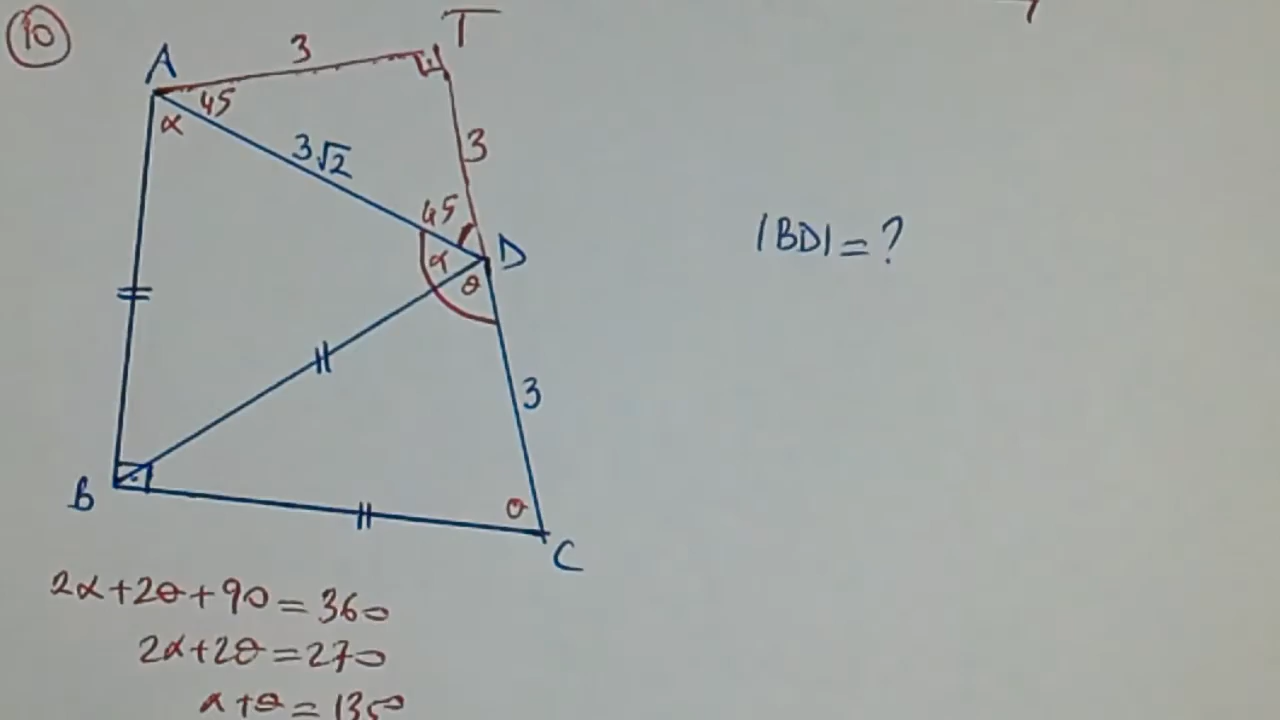 10
T
A
3
45
α
3√2
3
45
D
α
θ
|BD| = ?
3
B
θ
C
2α+2θ+90=360
2α+2θ=270
α+θ=135